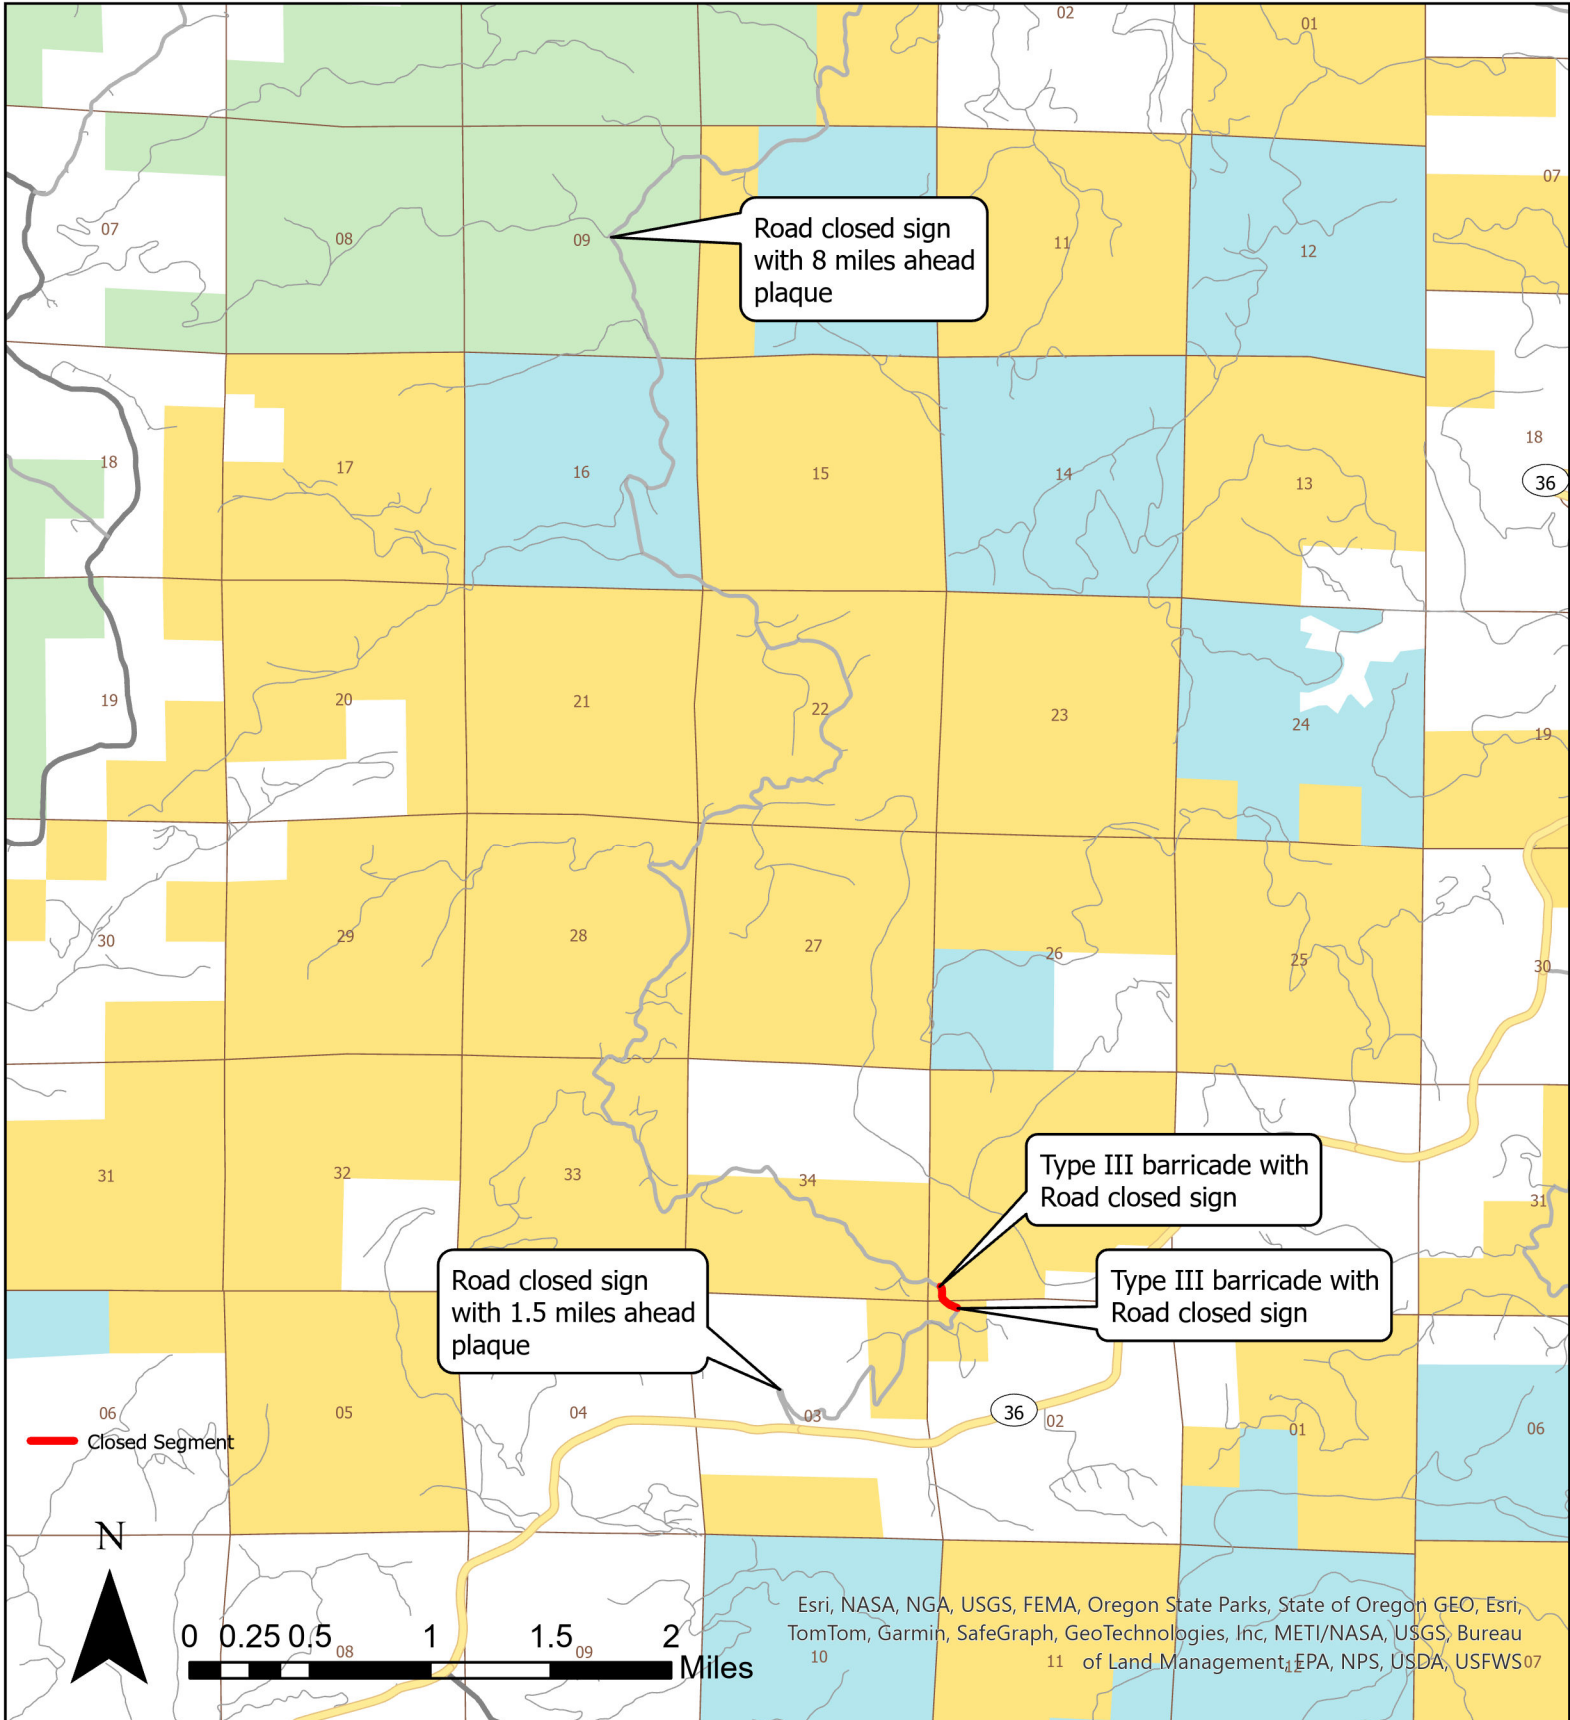 02
01
07
07
08
09
Road closed sign
with 8 miles ahead
plaque
11
12
18
17
16
15
14
13
18
36
19
20
21
22
23
24
19
30
29
28
27
26
25
30
31
32
33
34
Type III barricade with
Road closed sign
31
Road closed sign
with 1.5 miles ahead
plaque
Type III barricade with
Road closed sign
06
05
04
03
36
02
01
06
Closed Segment
N
0 0.25 0.5 1 1.5 2
Miles
08
09
10
11
12
07
Esri, NASA, NGA, USGS, FEMA, Oregon State Parks, State of Oregon GEO, Esri,
TomTom, Garmin, SafeGraph, GeoTechnologies, Inc, METI/NASA, USGS, Bureau
of Land Management, EPA, NPS, USDA, USFWS